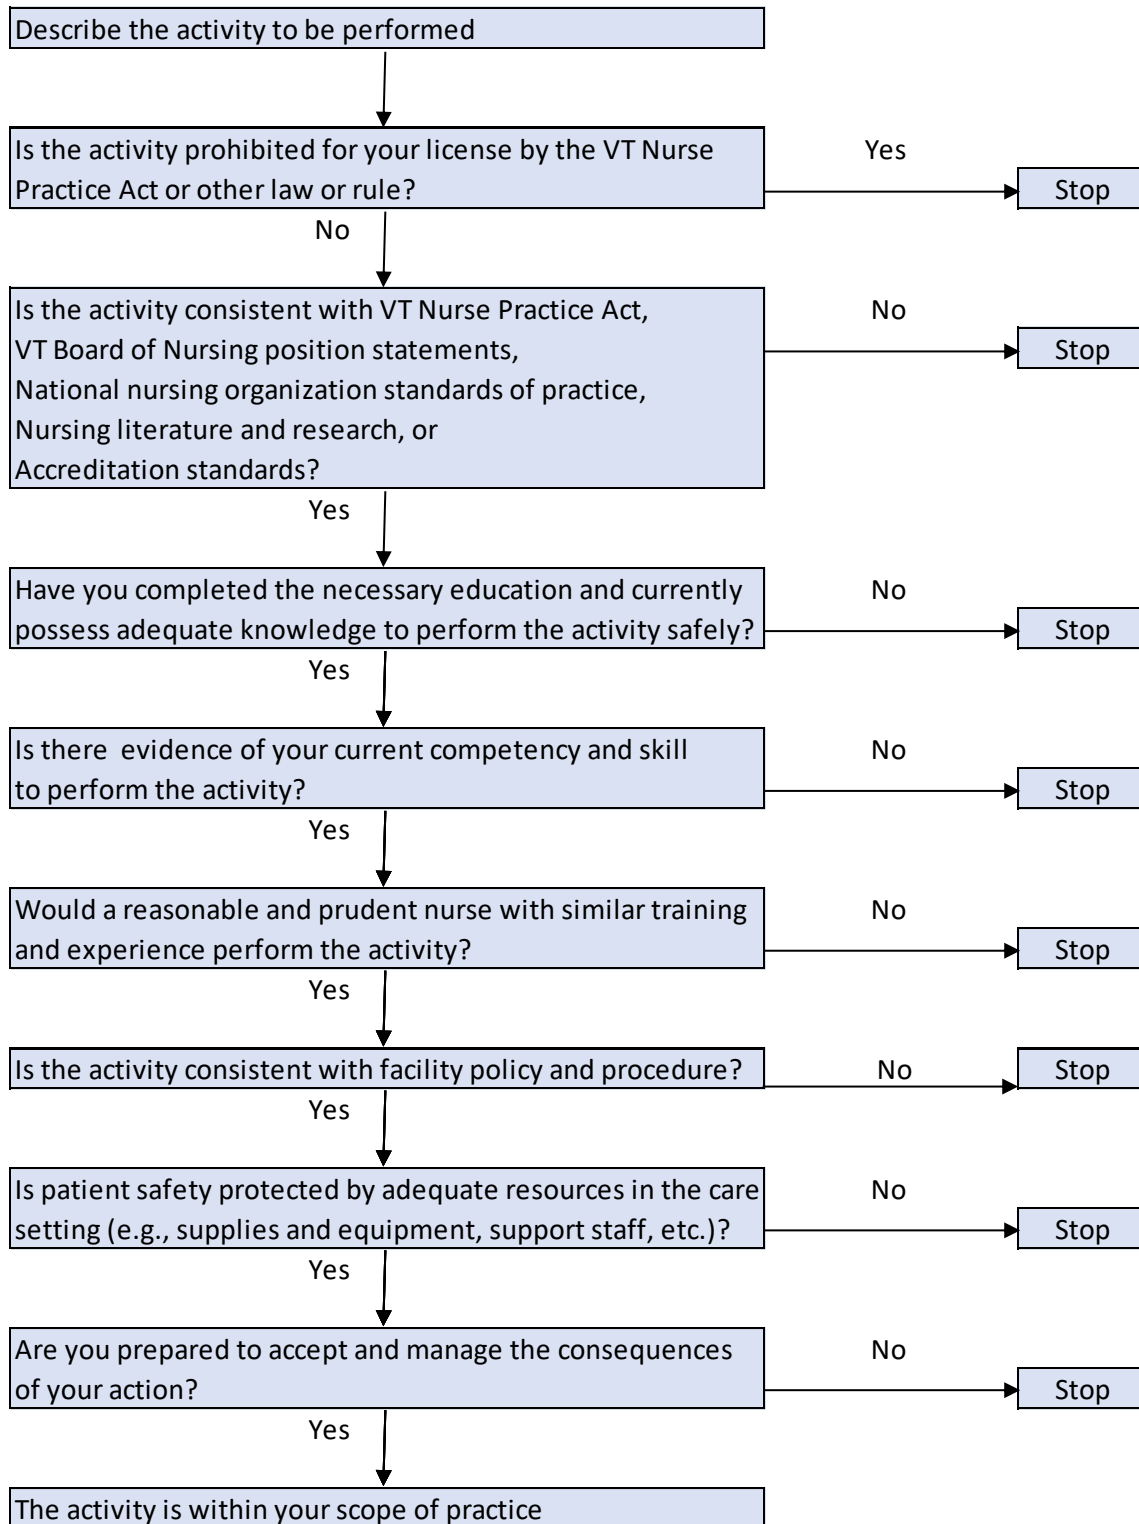 Describe the activity to be performed
Is the activity prohibited for your license by the VT Nurse
Practice Act or other law or rule?
Yes
Stop
No
Is the activity consistent with VT Nurse Practice Act,
VT Board of Nursing position statements,
National nursing organization standards of practice,
Nursing literature and research, or
Accreditation standards?
No
Stop
Yes
Have you completed the necessary education and currently
possess adequate knowledge to perform the activity safely?
No
Stop
Yes
Is there  evidence of your current competency and skill
to perform the activity?
No
Stop
Yes
Would a reasonable and prudent nurse with similar training
and experience perform the activity?
No
Stop
Yes
Is the activity consistent with facility policy and procedure?
No
Stop
Yes
Is patient safety protected by adequate resources in the care
setting (e.g., supplies and equipment, support staff, etc.)?
No
Stop
Yes
Are you prepared to accept and manage the consequences
of your action?
No
Stop
Yes
The activity is within your scope of practice